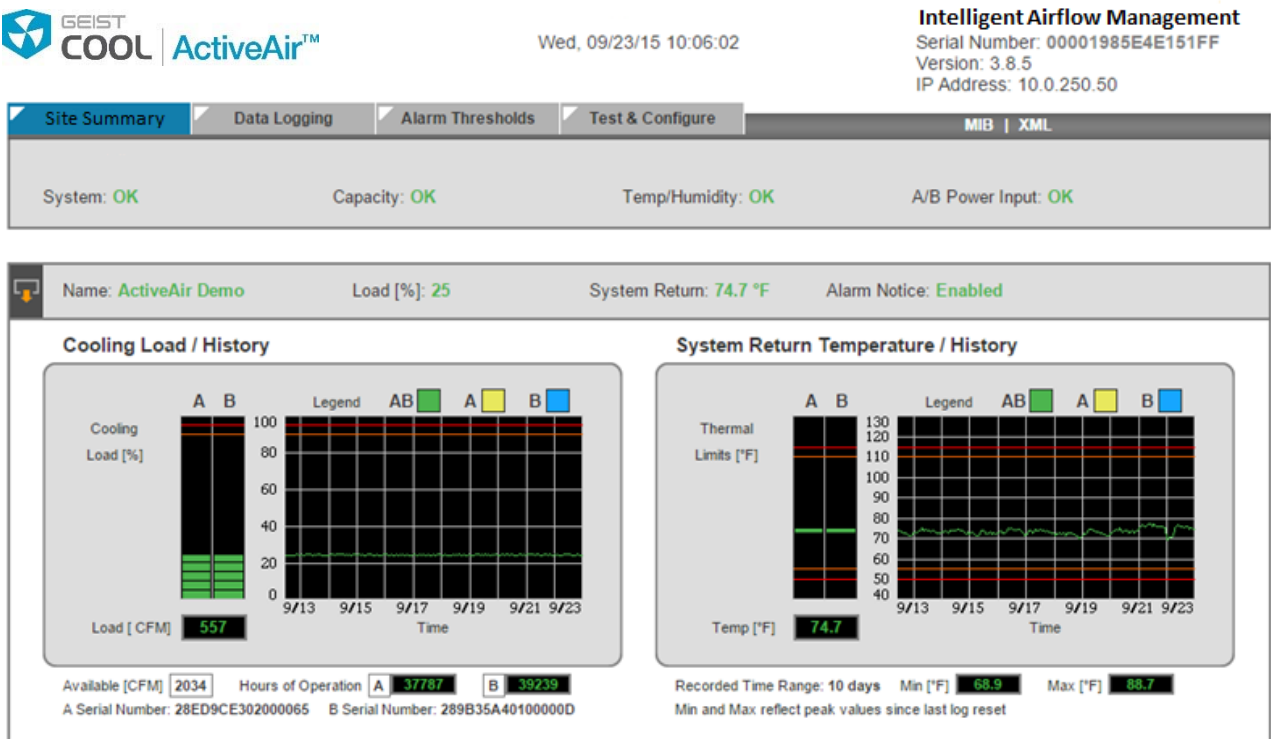 GEIST
COOL ActiveAir™
Wed, 09/23/15 10:06:02
Intelligent Airflow Management
Serial Number: 00001985E4E151FF
Version: 3.8.5
IP Address: 10.0.250.50
Site Summary Data Logging Alarm Thresholds Test & Configure MIB | XML
System: OK Capacity: OK Temp/Humidity: OK A/B Power Input: OK
Name: ActiveAir Demo Load [%]: 25 System Return: 74.7 °F Alarm Notice: Enabled
Cooling Load / History
A B Legend AB A B
Cooling
Load [%]
100
80
60
40
20
0
9/13 9/15 9/17 9/19 9/21 9/23
Load [ CFM] 557 Time
Available [CFM] 2034 Hours of Operation A 37787 B 39239
A Serial Number: 28ED9CE302000065 B Serial Number: 289B35A40100000D
System Return Temperature / History
A B Legend AB A B
Thermal
Limits [°F]
130
120
110
100
90
80
70
60
50
40
9/13 9/15 9/17 9/19 9/21 9/23
Temp [°F] 74.7 Time
Recorded Time Range: 10 days Min [°F] 68.9 Max [°F] 88.7
Min and Max reflect peak values since last log reset